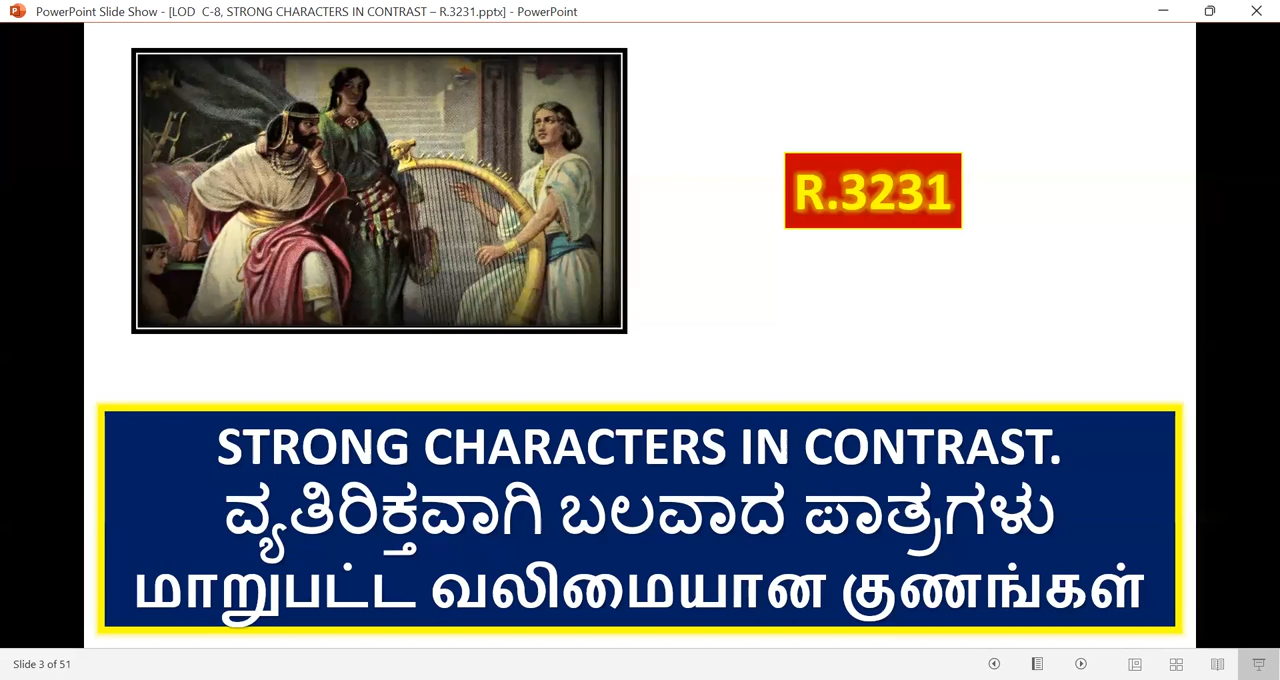 PowerPoint Slide Show - [LOD  C-8, STRONG CHARACTERS IN CONTRAST – R.3231.pptx] - PowerPoint
R.3231
STRONG CHARACTERS IN CONTRAST.
ವ್ಯತಿರಿಕ್ತವಾಗಿ ಬಲವಾದ ಪಾತ್ರಗಳು
மாறுபட்ட வலிமையான குணங்கள்
Slide 3 of 51